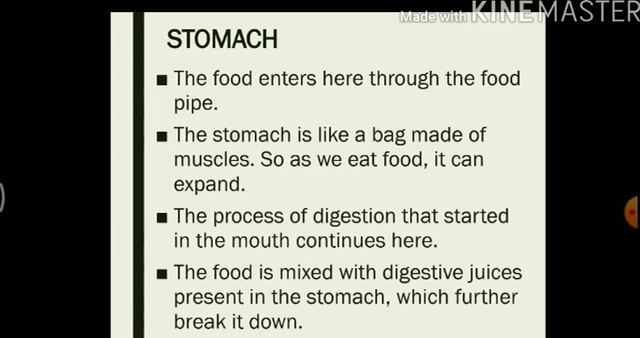 Made with KINEMASTER
STOMACH
■ The food enters here through the food
pipe.
■ The stomach is like a bag made of
muscles. So as we eat food, it can
expand.
■ The process of digestion that started
in the mouth continues here.
■ The food is mixed with digestive juices
present in the stomach, which further
break it down.